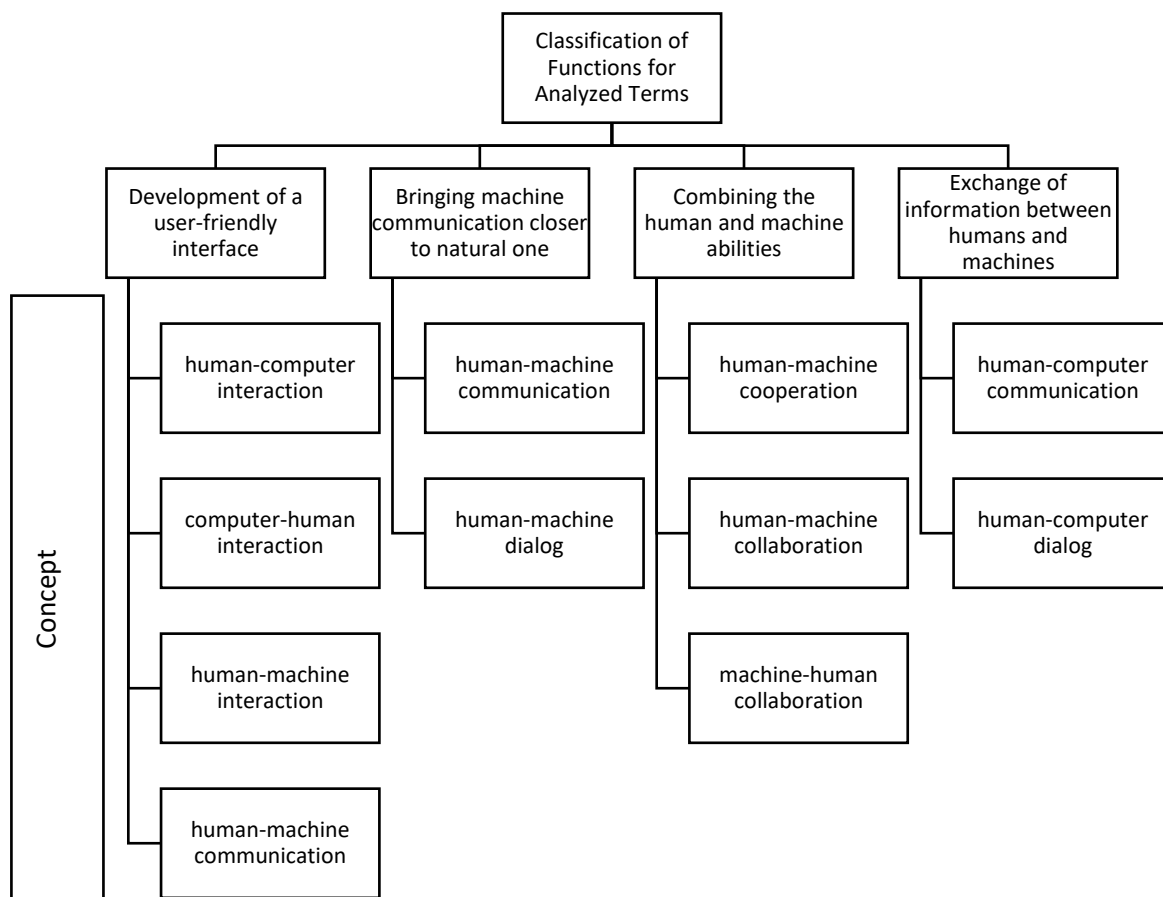 Classification of
Functions for
Analyzed Terms
Development of a
user-friendly
interface
Bringing machine
communication closer
to natural one
Combining the
human and machine
abilities
Exchange of
information between
humans and
machines
Concept
human-computer
interaction
computer-human
interaction
human-machine
interaction
human-machine
communication
human-machine
communication
human-machine
dialog
human-machine
cooperation
human-machine
collaboration
machine-human
collaboration
human-computer
communication
human-computer
dialog